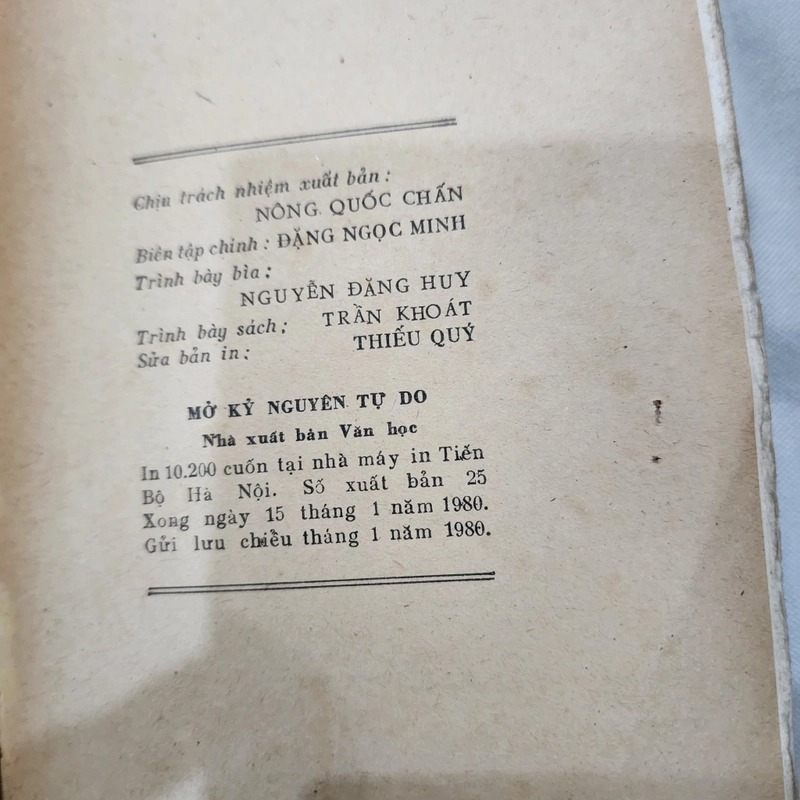 Chịu trách nhiệm xuất bản:
NÔNG QUỐC CHẤN
Biên tập chính: ĐẶNG NGỌC MINH
Trình bày bìa:
NGUYỄN ĐĂNG HUY
Trình bày sách; TRẦN KHOÁT
Sửa bản in: THIẾU QUÝ
MỞ KỶ NGUYÊN TỰ DO
Nhà xuất bản Văn học
In 10.200 cuốn tại nhà máy in Tiến
Bộ Hà Nội. Số xuất bản 25
Xong ngày 15 tháng 1 năm 1980.
Gửi lưu chiều tháng 1 năm 1980.